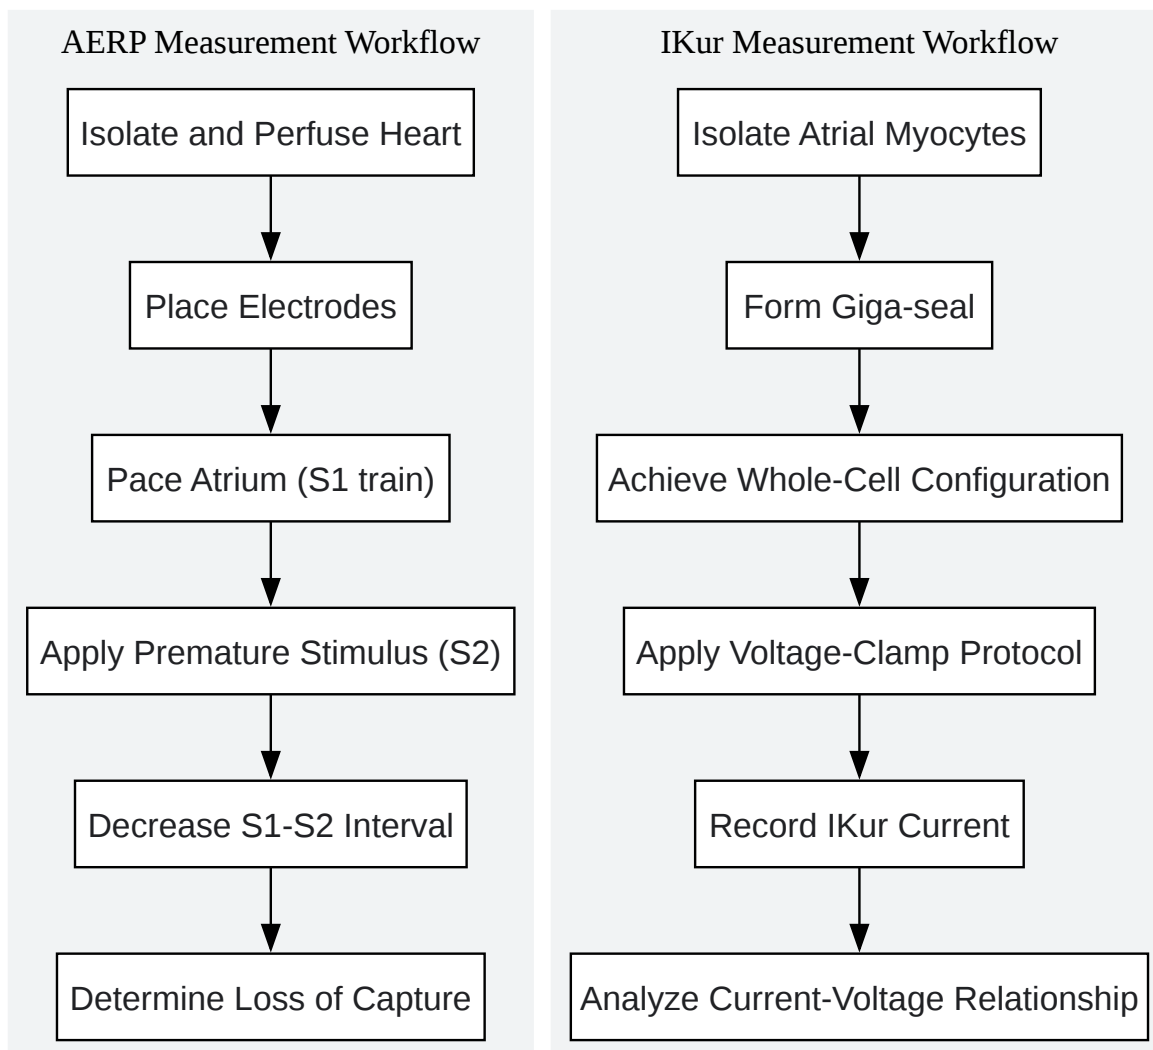 AERP Measurement Workflow
Isolate and Perfuse Heart
Place Electrodes
Pace Atrium (S1 train)
Apply Premature Stimulus (S2)
Decrease S1-S2 Interval
Determine Loss of Capture
IKur Measurement Workflow
Isolate Atrial Myocytes
Form Giga-seal
Achieve Whole-Cell Configuration
Apply Voltage-Clamp Protocol
Record IKur Current
Analyze Current-Voltage Relationship